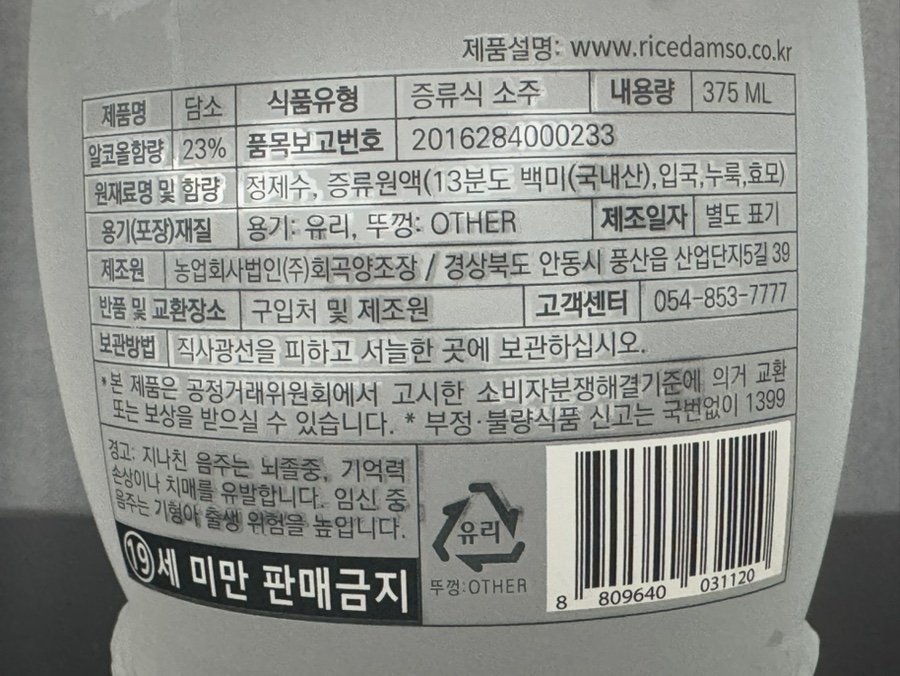 제품설명: www.ricedamso.co.kr
제품명 담소 식품유형 증류식 소주 내용량 375 ML
알코올함량 23% 품목보고번호 2016284000233
원재료명 및 함량 정제수, 증류원액(13분도 백미(국내산),입국,누룩,효모)
용기(포장)재질 용기: 유리, 뚜껑: OTHER 제조일자 별도 표기
제조원 농업회사법인(주)회곡양조장 / 경상북도 안동시 풍산읍 산업단지5길 39
반품 및 교환장소 구입처 및 제조원 고객센터 054-853-7777
보관방법 직사광선을 피하고 서늘한 곳에 보관하십시오.
*본 제품은 공정거래위원회에서 고시한 소비자분쟁해결기준에 의거 교환
또는 보상을 받으실 수 있습니다. * 부정·불량식품 신고는 국번없이 1399
경고: 지나친 음주는 뇌졸중, 기억력
손상이나 치매를 유발합니다. 임신 중
음주는 기형아 출생 위험을 높입니다.
19세 미만 판매금지
유리
뚜껑:OTHER
8 809640 031120